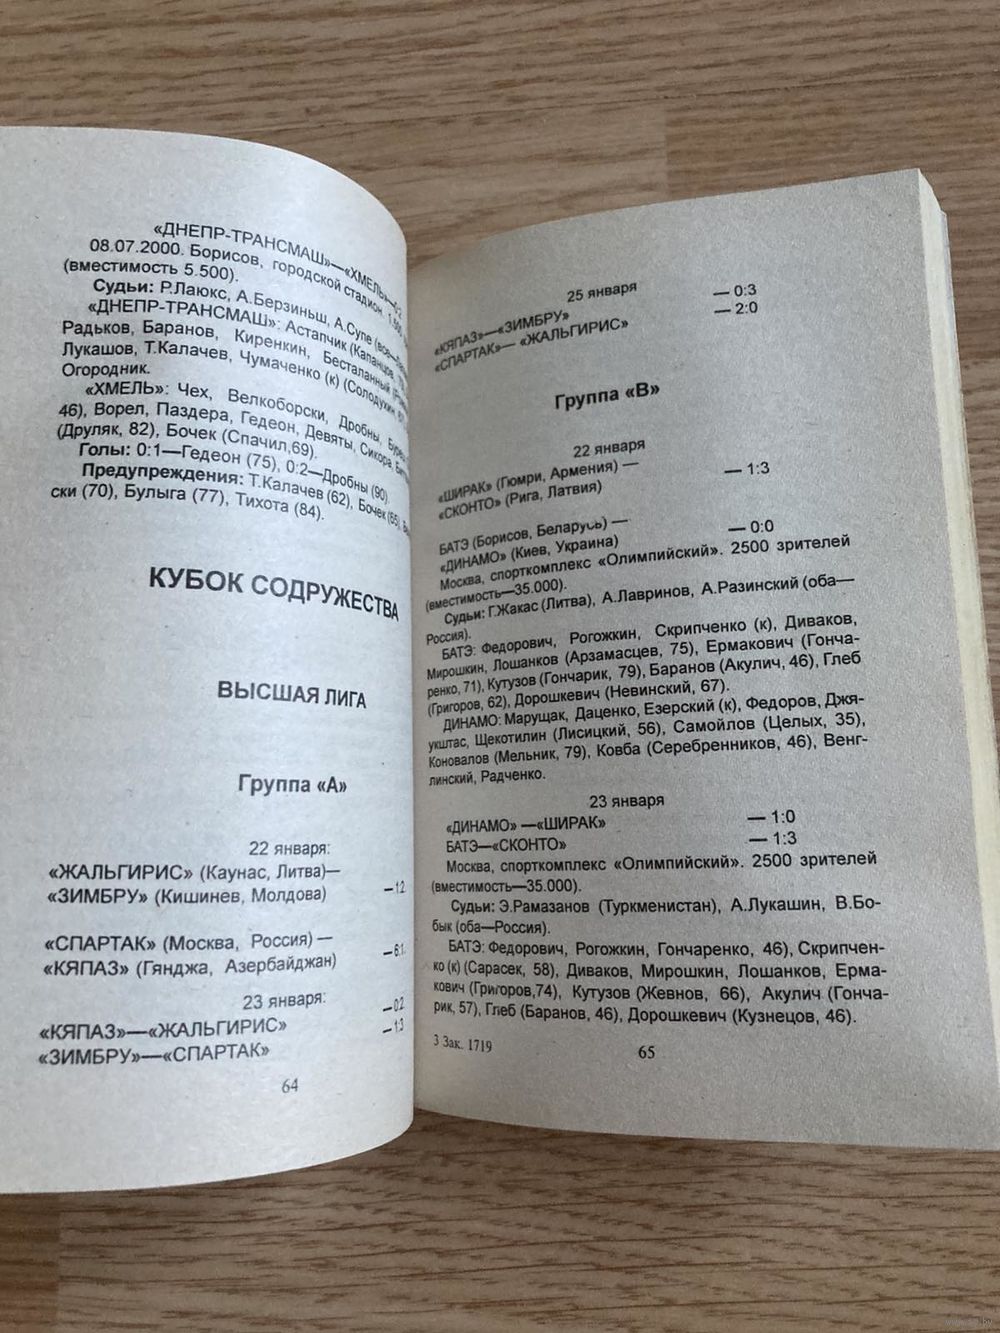 «ДНЕПР-ТРАНСМАШ»—«ХМЕЛЬ»—0:2
08.07.2000. Борисов, городской стадион. 1.500
(вместимость 5.500).
Судьи: Р.Лаюкс, А.Берзиньш, А.Супе (все—
«ДНЕПР-ТРАНСМАШ»: Астапчик (Капанцов,
Радьков, Баранов, Киренкин, Бесталанный
Лукашов, Т.Калачев, Чумаченко (к) (Солодухин,
Огородник.
«ХМЕЛЬ»: Чех, Велкоборски, Дробны,
46), Ворел, Паздера, Гедеон, Девяты, Сикора,
(Друляк, 82), Бочек (Спачил,69).
Голы: 0:1—Гедеон (75), 0:2—Дробны (90).
Предупреждения: Т.Калачев (62), Бочек (65),
ски (70), Булыга (77), Тихота (84).
КУБОК СОДРУЖЕСТВА
ВЫСШАЯ ЛИГА
Группа «А»
22 января:
«ЖАЛЬГИРИС» (Каунас, Литва)—
«ЗИМБРУ» (Кишинев, Молдова) —1:2
«СПАРТАК» (Москва, Россия) —
«КЯПАЗ» (Гянджа, Азербайджан) —6:1
23 января:
«КЯПАЗ»—«ЖАЛЬГИРИС» —0:2
«ЗИМБРУ»—«СПАРТАК» —1:3
64
25 января
«КЯПАЗ»—«ЗИМБРУ» — 0:3
«СПАРТАК»— «ЖАЛЬГИРИС» — 2:0
Группа «В»
22 января
«ШИРАК» (Гюмри, Армения) —
«СКОНТО» (Рига, Латвия) — 1:3
БАТЭ (Борисов, Беларусь) —
«ДИНАМО» (Киев, Украина) — 0:0
Москва, спорткомплекс «Олимпийский». 2500 зрителей
(вместимость—35.000).
Судьи: Г.Жакас (Литва), А.Лавринов, А.Разинский (оба—
Россия).
БАТЭ: Федорович, Рогожкин, Скрипченко (к), Диваков,
Мирошкин, Лошанков (Арзамасцев, 75), Ермакович (Гонча-
ренко, 71), Кутузов (Гончарик, 79), Баранов (Акулич, 46), Глеб
(Григоров, 62), Дорошкевич (Невинский, 67).
ДИНАМО: Марущак, Даценко, Езерский (к), Федоров, Джя-
укштас, Щекотилин (Лисицкий, 56), Самойлов (Целых, 35),
Коновалов (Мельник, 79), Ковба (Серебренников, 46), Венг-
линский, Радченко.
23 января
«ДИНАМО» —«ШИРАК» — 1:0
БАТЭ—«СКОНТО» — 1:3
Москва, спорткомплекс «Олимпийский». 2500 зрителей
(вместимость—35.000).
Судьи: Э.Рамазанов (Туркменистан), А.Лукашин, В.Бо-
бык (оба—Россия).
БАТЭ: Федорович, Рогожкин, Гончаренко, 46), Скрипчен-
ко (к) (Сарасек, 58), Диваков, Мирошкин, Лошанков, Ерма-
кович (Григоров,74), Кутузов (Жевнов, 66), Акулич (Гонча-
рик, 57), Глеб (Баранов, 46), Дорошкевич (Кузнецов, 46).
3 Зак. 1719
65